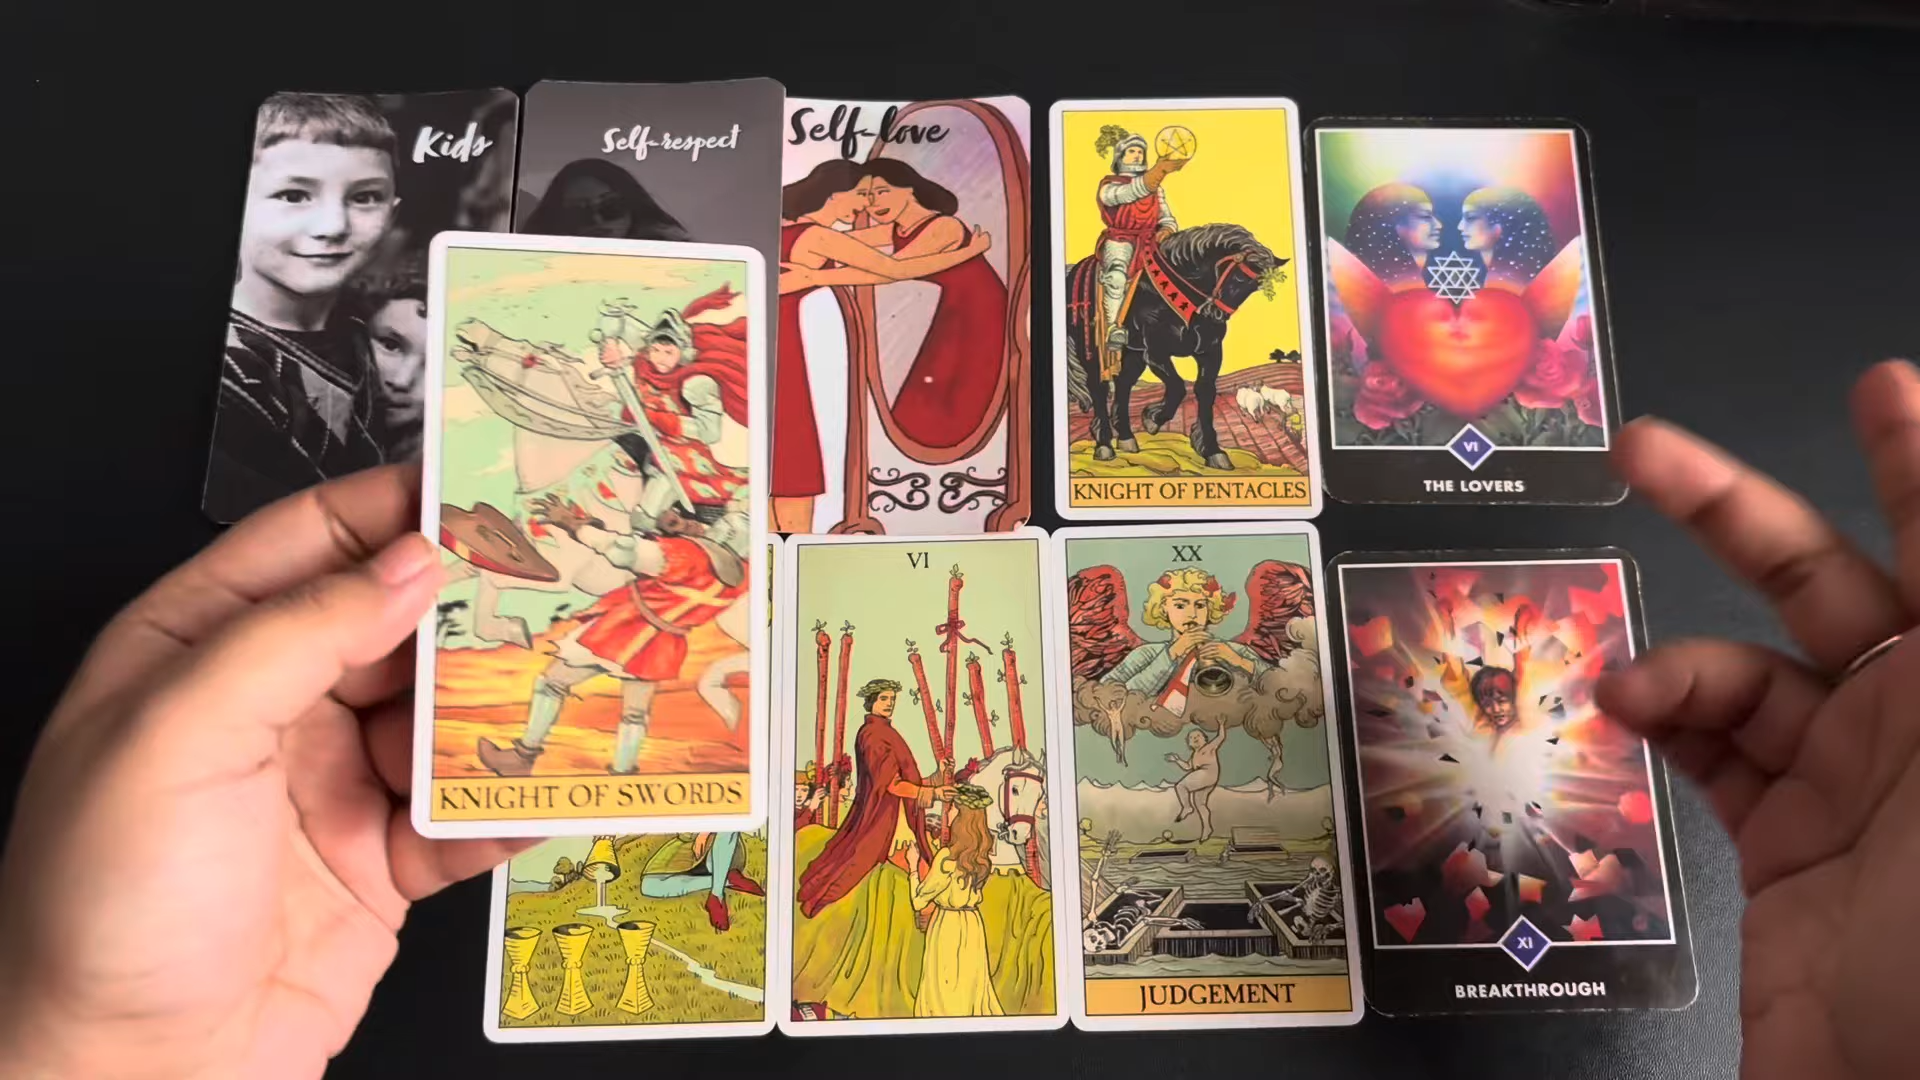 Kids
Self-respect
Self-love
KNIGHT OF PENTACLES
VI
THE LOVERS
KNIGHT OF SWORDS
VI
XX
JUDGEMENT
XI
BREAKTHROUGH